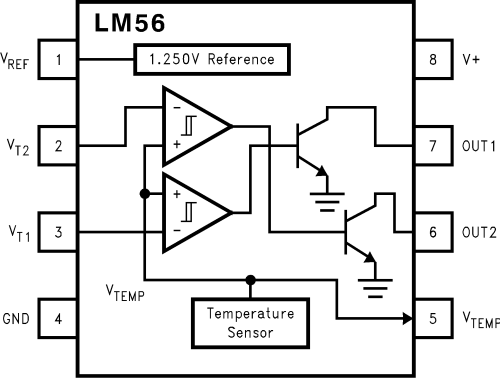 LM56
VREF 1 1.250V Reference 8 V+
VT2 2 − + 7 OUT1
VT1 3 + − 6 OUT2
VTEMP
GND 4 Temperature 5 VTEMP
Sensor